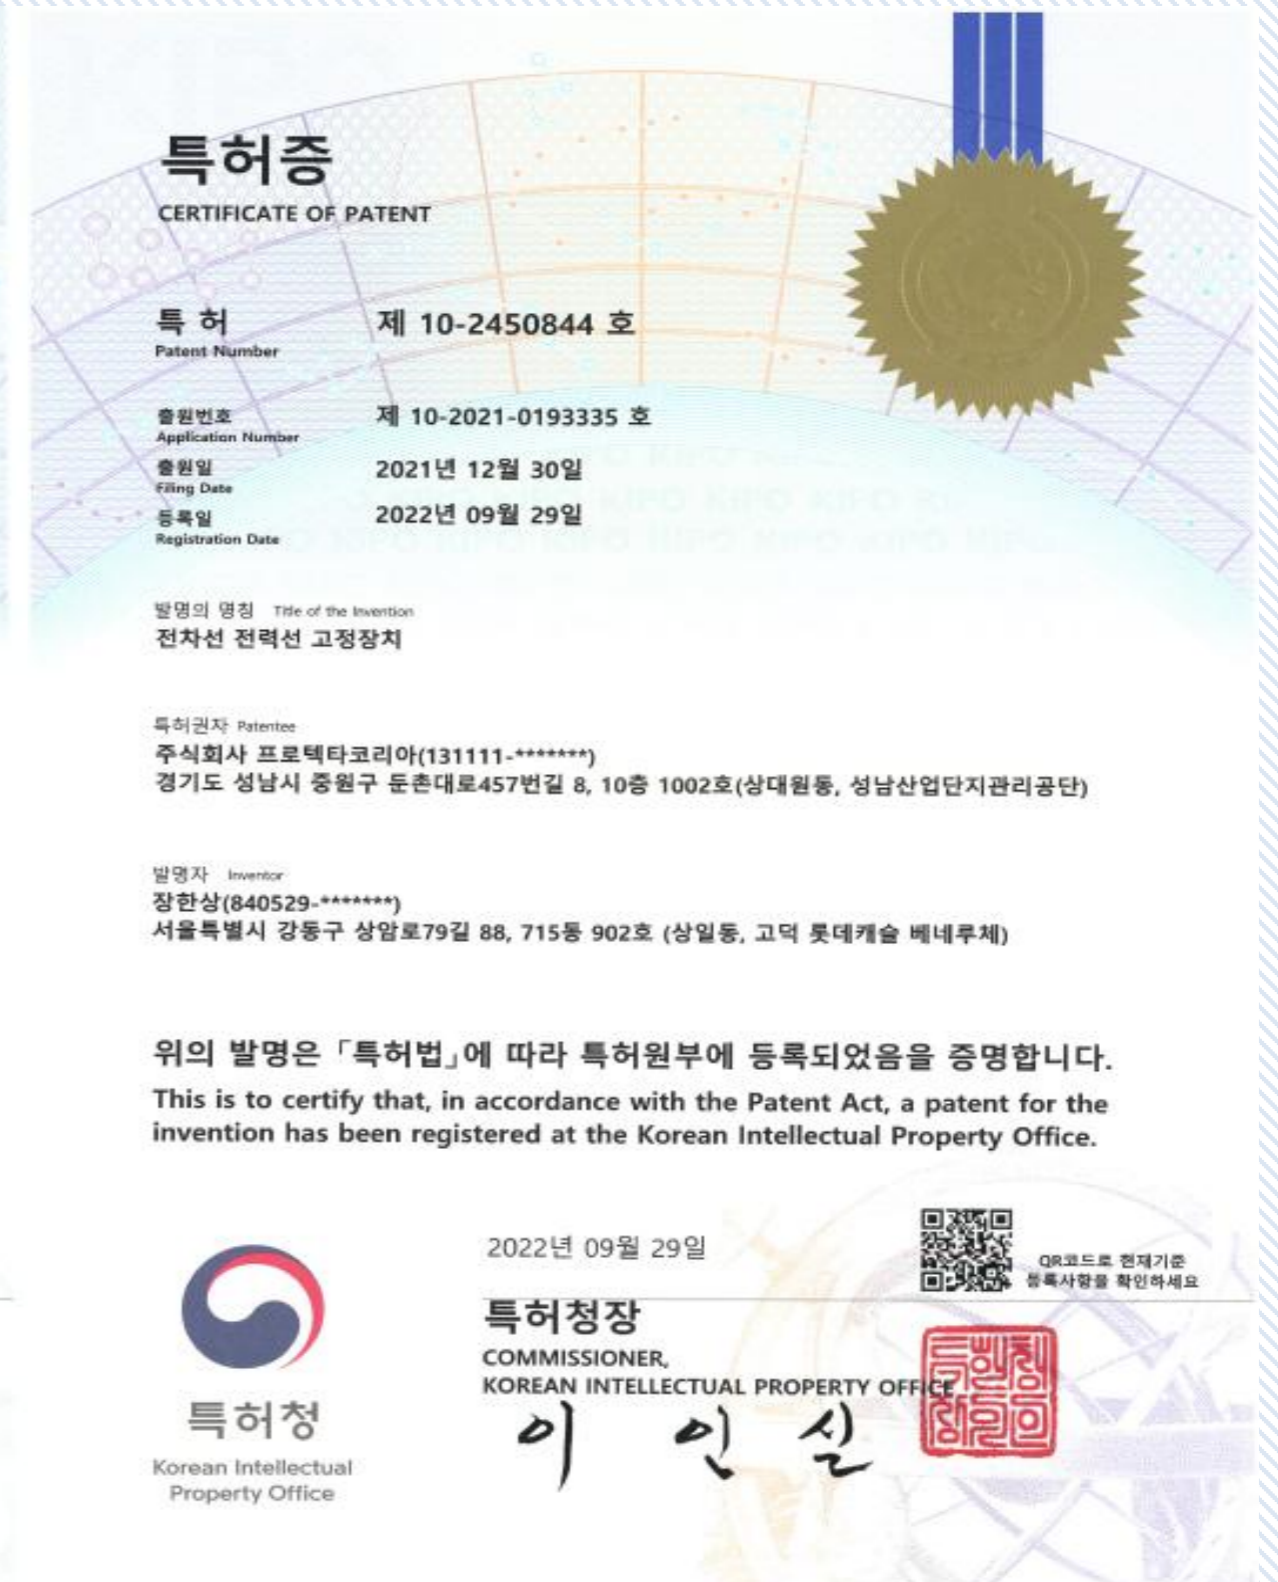 특허증
CERTIFICATE OF PATENT
특 허 제 10-2450844 호
Patent Number
출원번호 제 10-2021-0193335 호
Application Number
출원일 2021년 12월 30일
Filing Date
등록일 2022년 09월 29일
Registration Date
발명의 명칭 Title of the Invention
전차선 전력선 고정장치
특허권자 Patentee
주식회사 프로텍타코리아(131111-*******)
경기도 성남시 중원구 둔촌대로457번길 8, 10층 1002호(상대원동, 성남산업단지관리공단)
발명자 Inventor
장한상(840529-*******)
서울특별시 강동구 상암로79길 88, 715동 902호 (상일동, 고덕 롯데캐슬 베네루체)
위의 발명은 「특허법」에 따라 특허원부에 등록되었음을 증명합니다.
This is to certify that, in accordance with the Patent Act, a patent for the
invention has been registered at the Korean Intellectual Property Office.
2022년 09월 29일
QR코드로 현재기준
등록사항을 확인하세요
특허청장
COMMISSIONER,
KOREAN INTELLECTUAL PROPERTY OFFICE
이 인 실
특허청
Korean Intellectual
Property Office